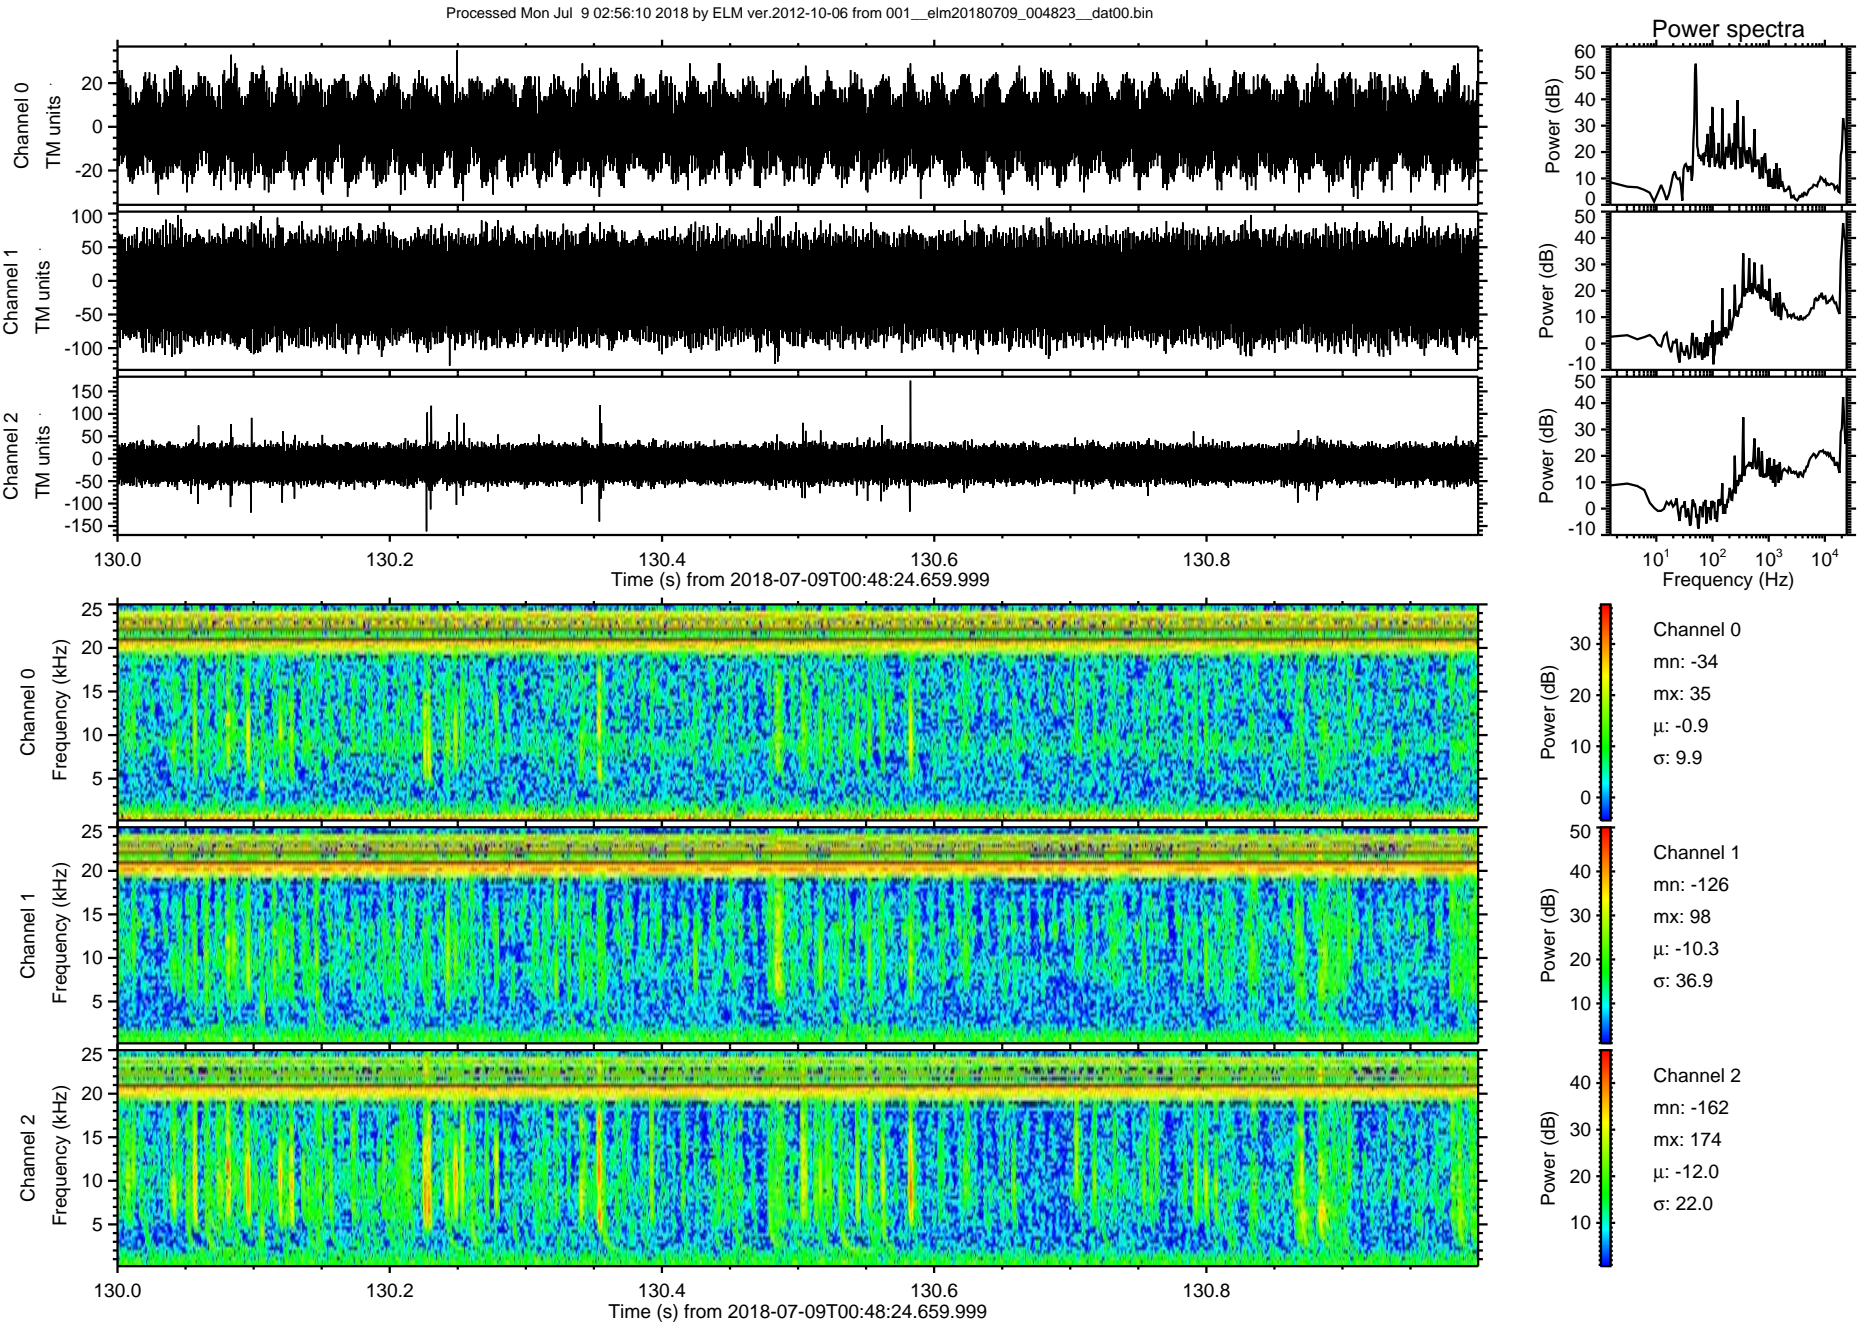 Processed Mon Jul  9 02:56:10 2018 by ELM ver.2012-10-06 from 001__elm20180709_004823__dat00.bin
Power spectra
Channel 0
TM units
20
0
-20
Power (dB)
60
50
40
30
20
10
0
Channel 1
TM units
100
50
0
-50
-100
Power (dB)
50
40
30
20
10
0
-10
Channel 2
TM units
150
100
50
0
-50
-100
-150
Power (dB)
50
40
30
20
10
0
-10
130.0 130.2 130.4 130.6 130.8
Time (s) from 2018-07-09T00:48:24.659.999
10¹ 10² 10³ 10⁴
Frequency (Hz)
Channel 0
Frequency (kHz)
25
20
15
10
5
Power (dB)
30
20
10
0
Channel 0
mn: -34
mx: 35
μ: -0.9
σ: 9.9
Channel 1
Frequency (kHz)
25
20
15
10
5
Power (dB)
50
40
30
20
10
Channel 1
mn: -126
mx: 98
μ: -10.3
σ: 36.9
Channel 2
Frequency (kHz)
25
20
15
10
5
Power (dB)
40
30
20
10
Channel 2
mn: -162
mx: 174
μ: -12.0
σ: 22.0
130.0 130.2 130.4 130.6 130.8
Time (s) from 2018-07-09T00:48:24.659.999